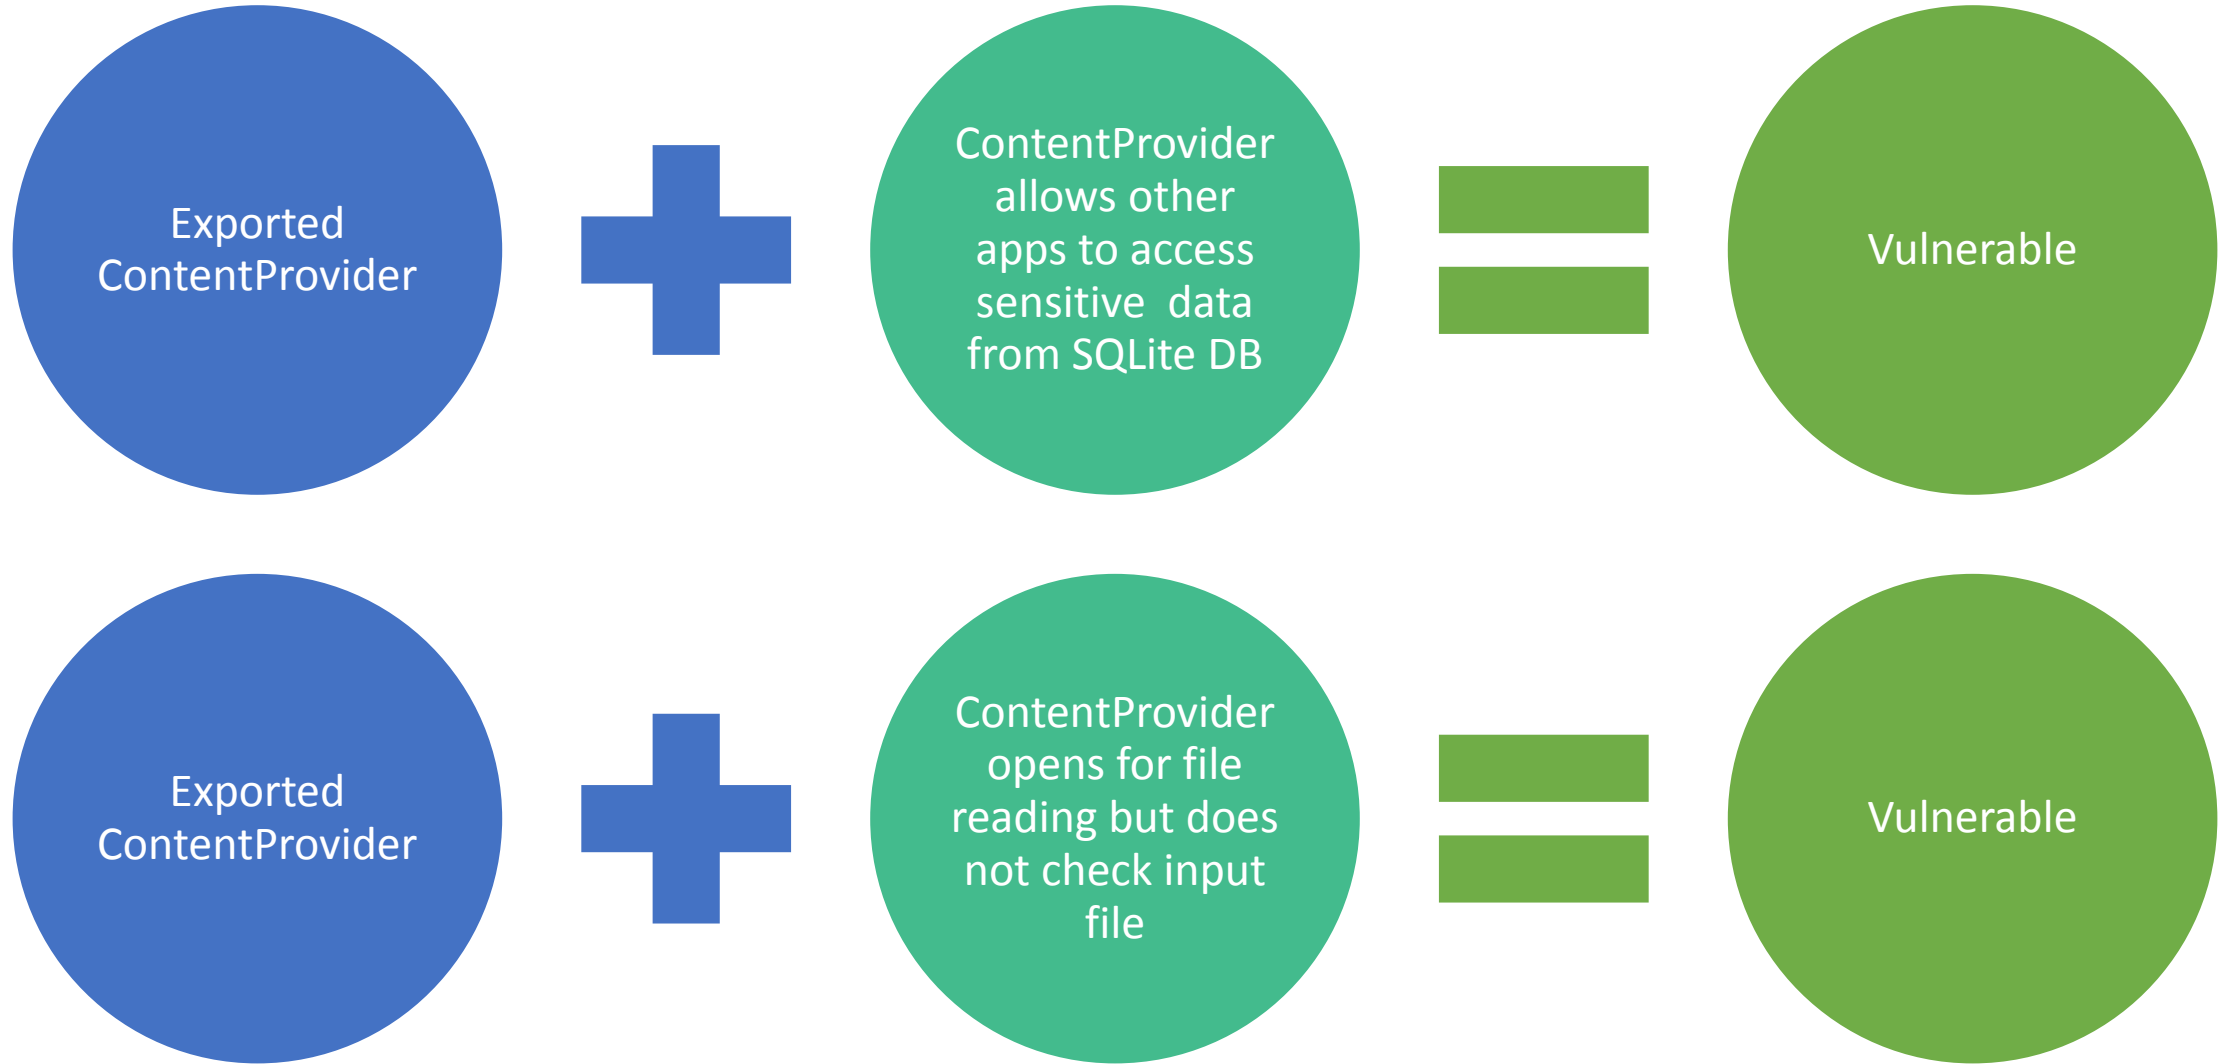 Exported
ContentProvider
ContentProvider
allows other
apps to access
sensitive  data
from SQLite DB
Vulnerable
Exported
ContentProvider
ContentProvider
opens for file
reading but does
not check input
file
Vulnerable